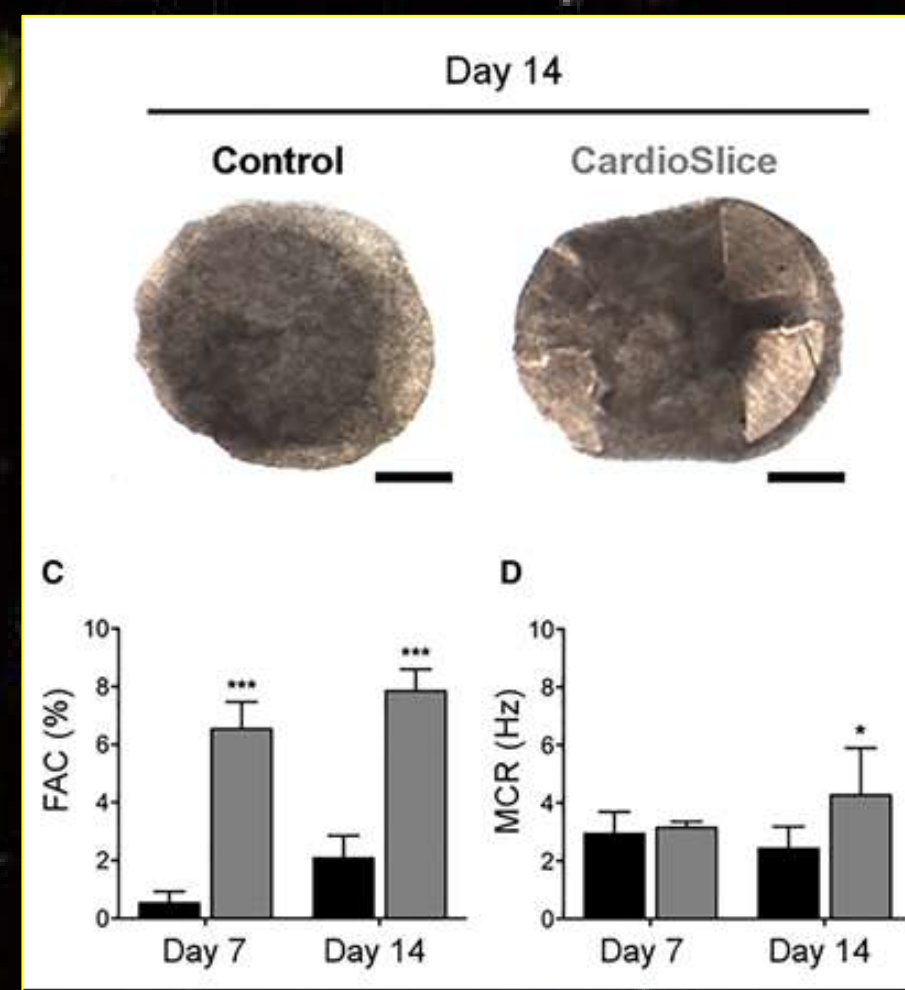 Day 14
Control CardioSlice
C D
10 10
8 8
6 6
4 4
2 2
0 0
FAC (%) MCR (Hz)
*** *** *
Day 7 Day 14 Day 7 Day 14